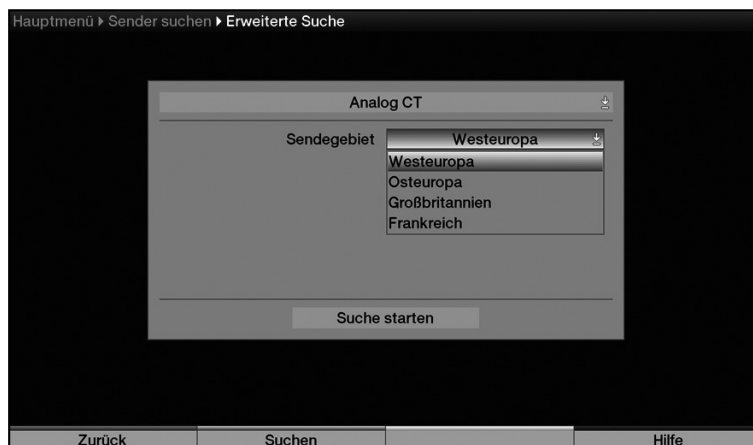 Hauptmenü ▸ Sender suchen ▸ Erweiterte Suche
Analog CT
Sendegebiet Westeuropa
Westeuropa
Osteuropa
Großbritannien
Frankreich
Suche starten
Zurück Suchen Hilfe